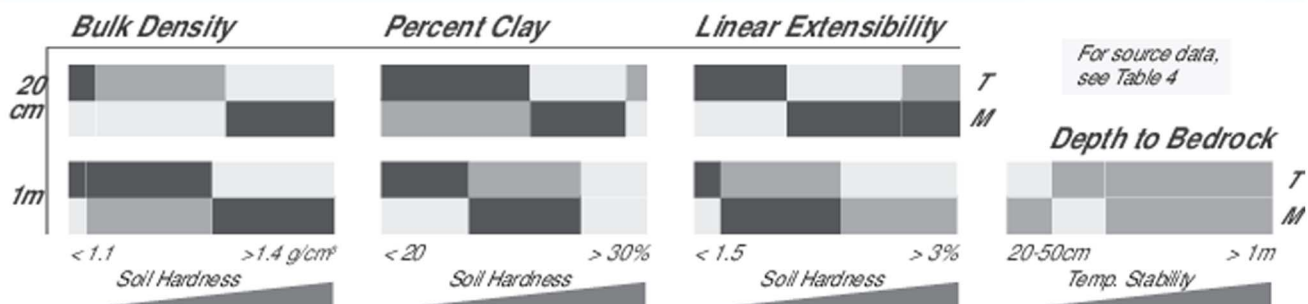 Bulk Density
Percent Clay
Linear Extensibility
For source data,
see Table 4
20
cm
T
M
Depth to Bedrock
1m
T
M
< 1.1
>1.4 g/cm³
< 20
> 30%
< 1.5
> 3%
20-50cm
> 1m
Soil Hardness
Soil Hardness
Soil Hardness
Temp. Stability